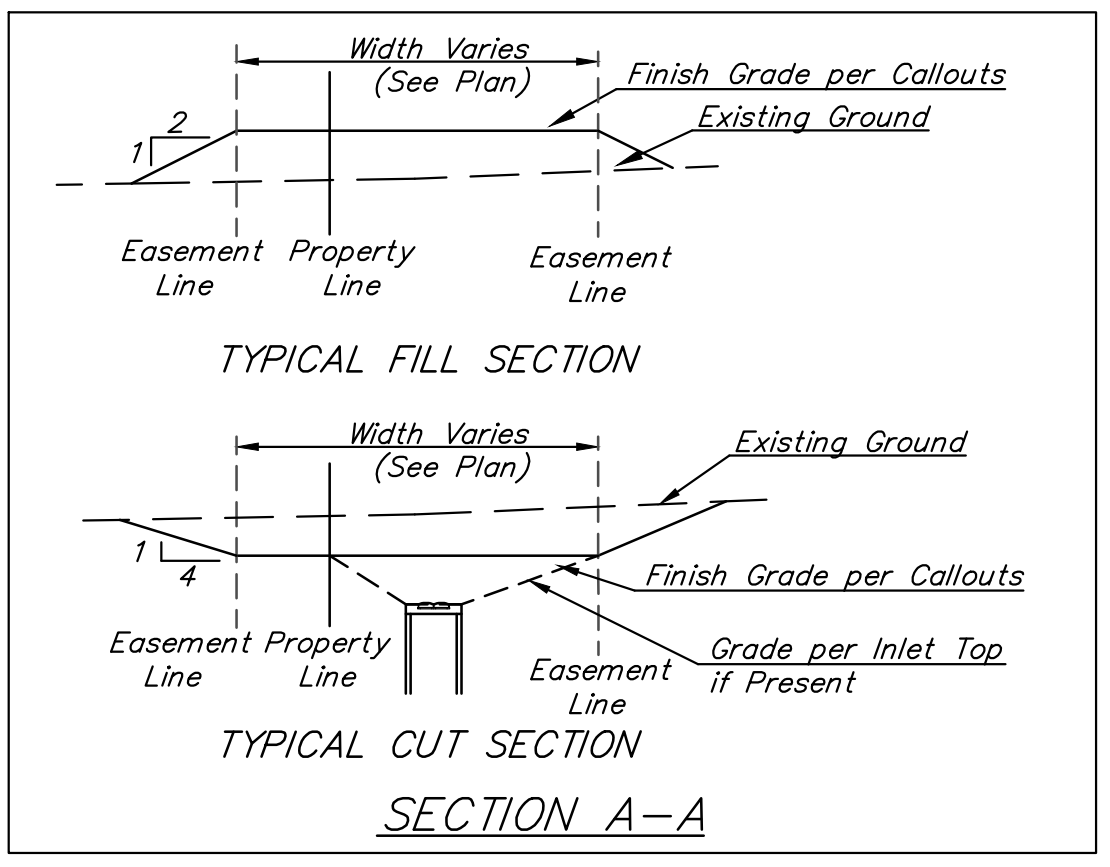 Width Varies
(See Plan)
Finish Grade per Callouts
Existing Ground
2
1
Easement
Line
Property
Line
Easement
Line
TYPICAL FILL SECTION
Width Varies
(See Plan)
Existing Ground
1
4
Finish Grade per Callouts
Easement
Line
Property
Line
Grade per Inlet Top
if Present
Easement
Line
TYPICAL CUT SECTION
SECTION A-A